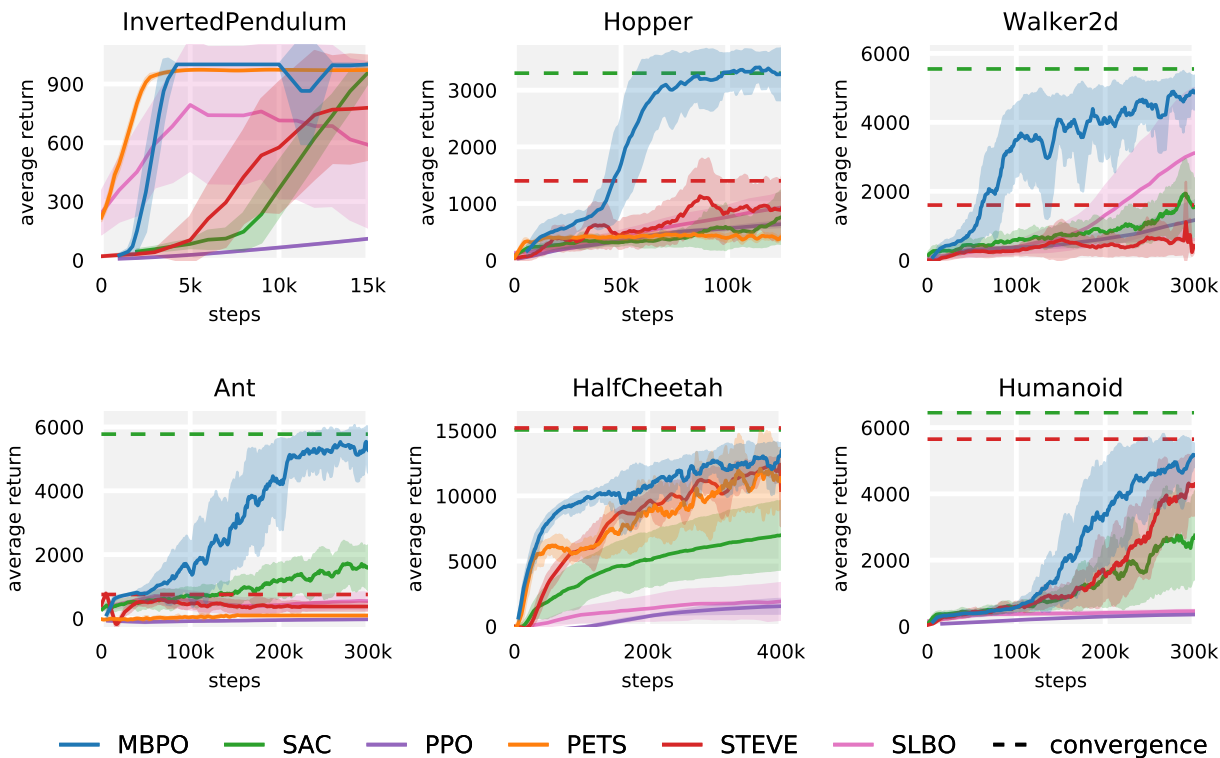 InvertedPendulum
average return
900
600
300
0
0 5k 10k 15k
steps
Hopper
average return
3000
2000
1000
0
0 50k 100k
steps
Walker2d
average return
6000
4000
2000
0
0 100k 200k 300k
steps
Ant
average return
6000
4000
2000
0
0 100k 200k 300k
steps
HalfCheetah
average return
15000
10000
5000
0
0 200k 400k
steps
Humanoid
average return
6000
4000
2000
0
0 100k 200k 300k
steps
MBPO SAC PPO PETS STEVE SLBO convergence